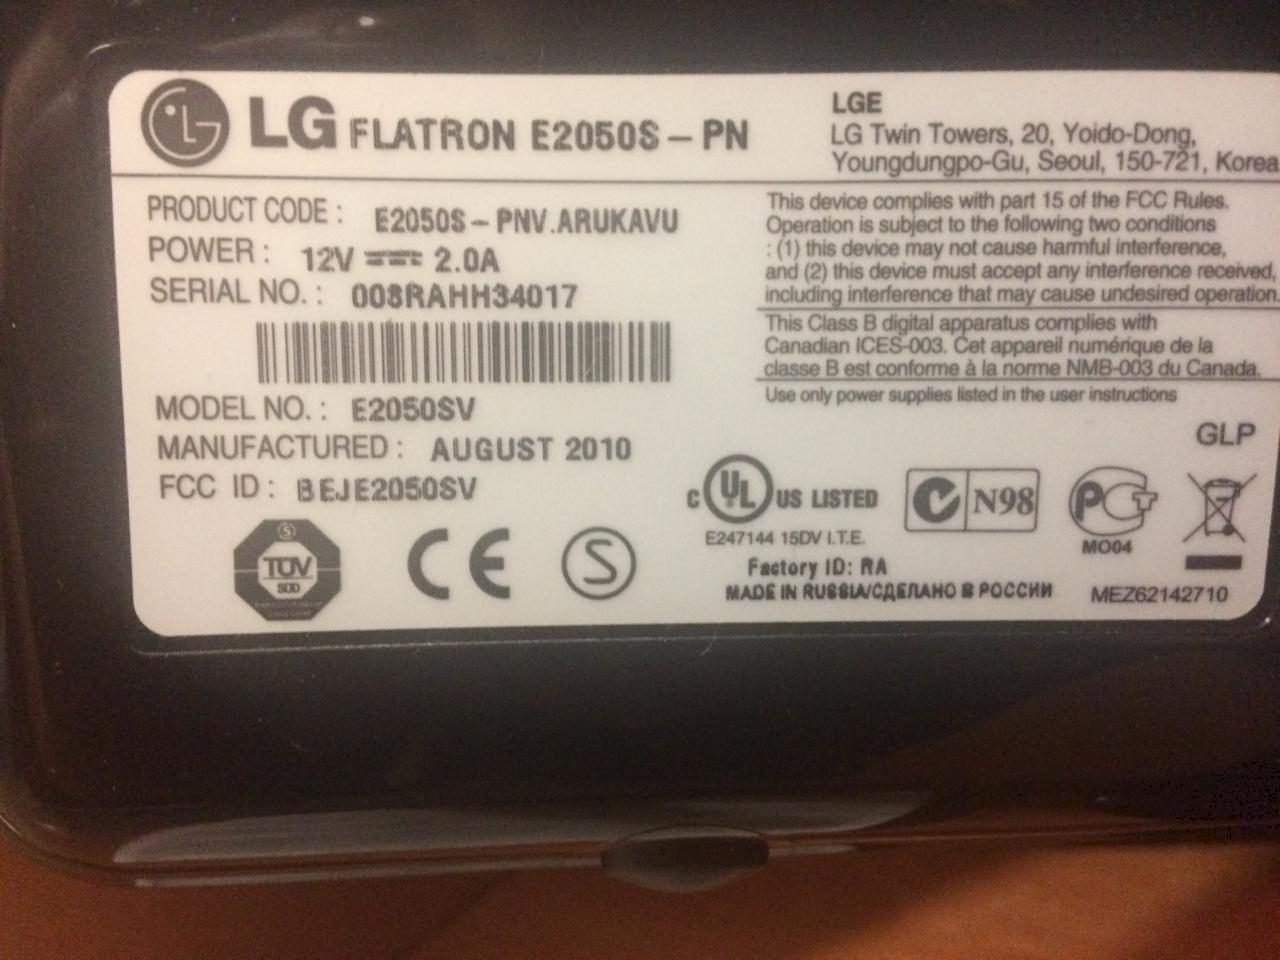 LG FLATRON E2050S – PN
LGE
LG Twin Towers, 20, Yoido-Dong,
Youngdungpo-Gu, Seoul, 150-721, Korea
PRODUCT CODE : E2050S – PNV.ARUKAVU
POWER : 12V 2.0A
SERIAL NO. : 008RAHH34017
MODEL NO. : E2050SV
MANUFACTURED : AUGUST 2010
FCC ID : BEJE2050SV
This device complies with part 15 of the FCC Rules.
Operation is subject to the following two conditions
: (1) this device may not cause harmful interference,
and (2) this device must accept any interference received,
including interference that may cause undesired operation.
This Class B digital apparatus complies with
Canadian ICES-003. Cet appareil numérique de la
classe B est conforme à la norme NMB-003 du Canada.
Use only power supplies listed in the user instructions
GLP
S
TÜV
SÜD
CE
S
C UL US LISTED
E247144 15DV I.T.E.
N98
PCT
MO04
Factory ID: RA
MADE IN RUSSIA/СДЕЛАНО В РОССИИ
MEZ62142710